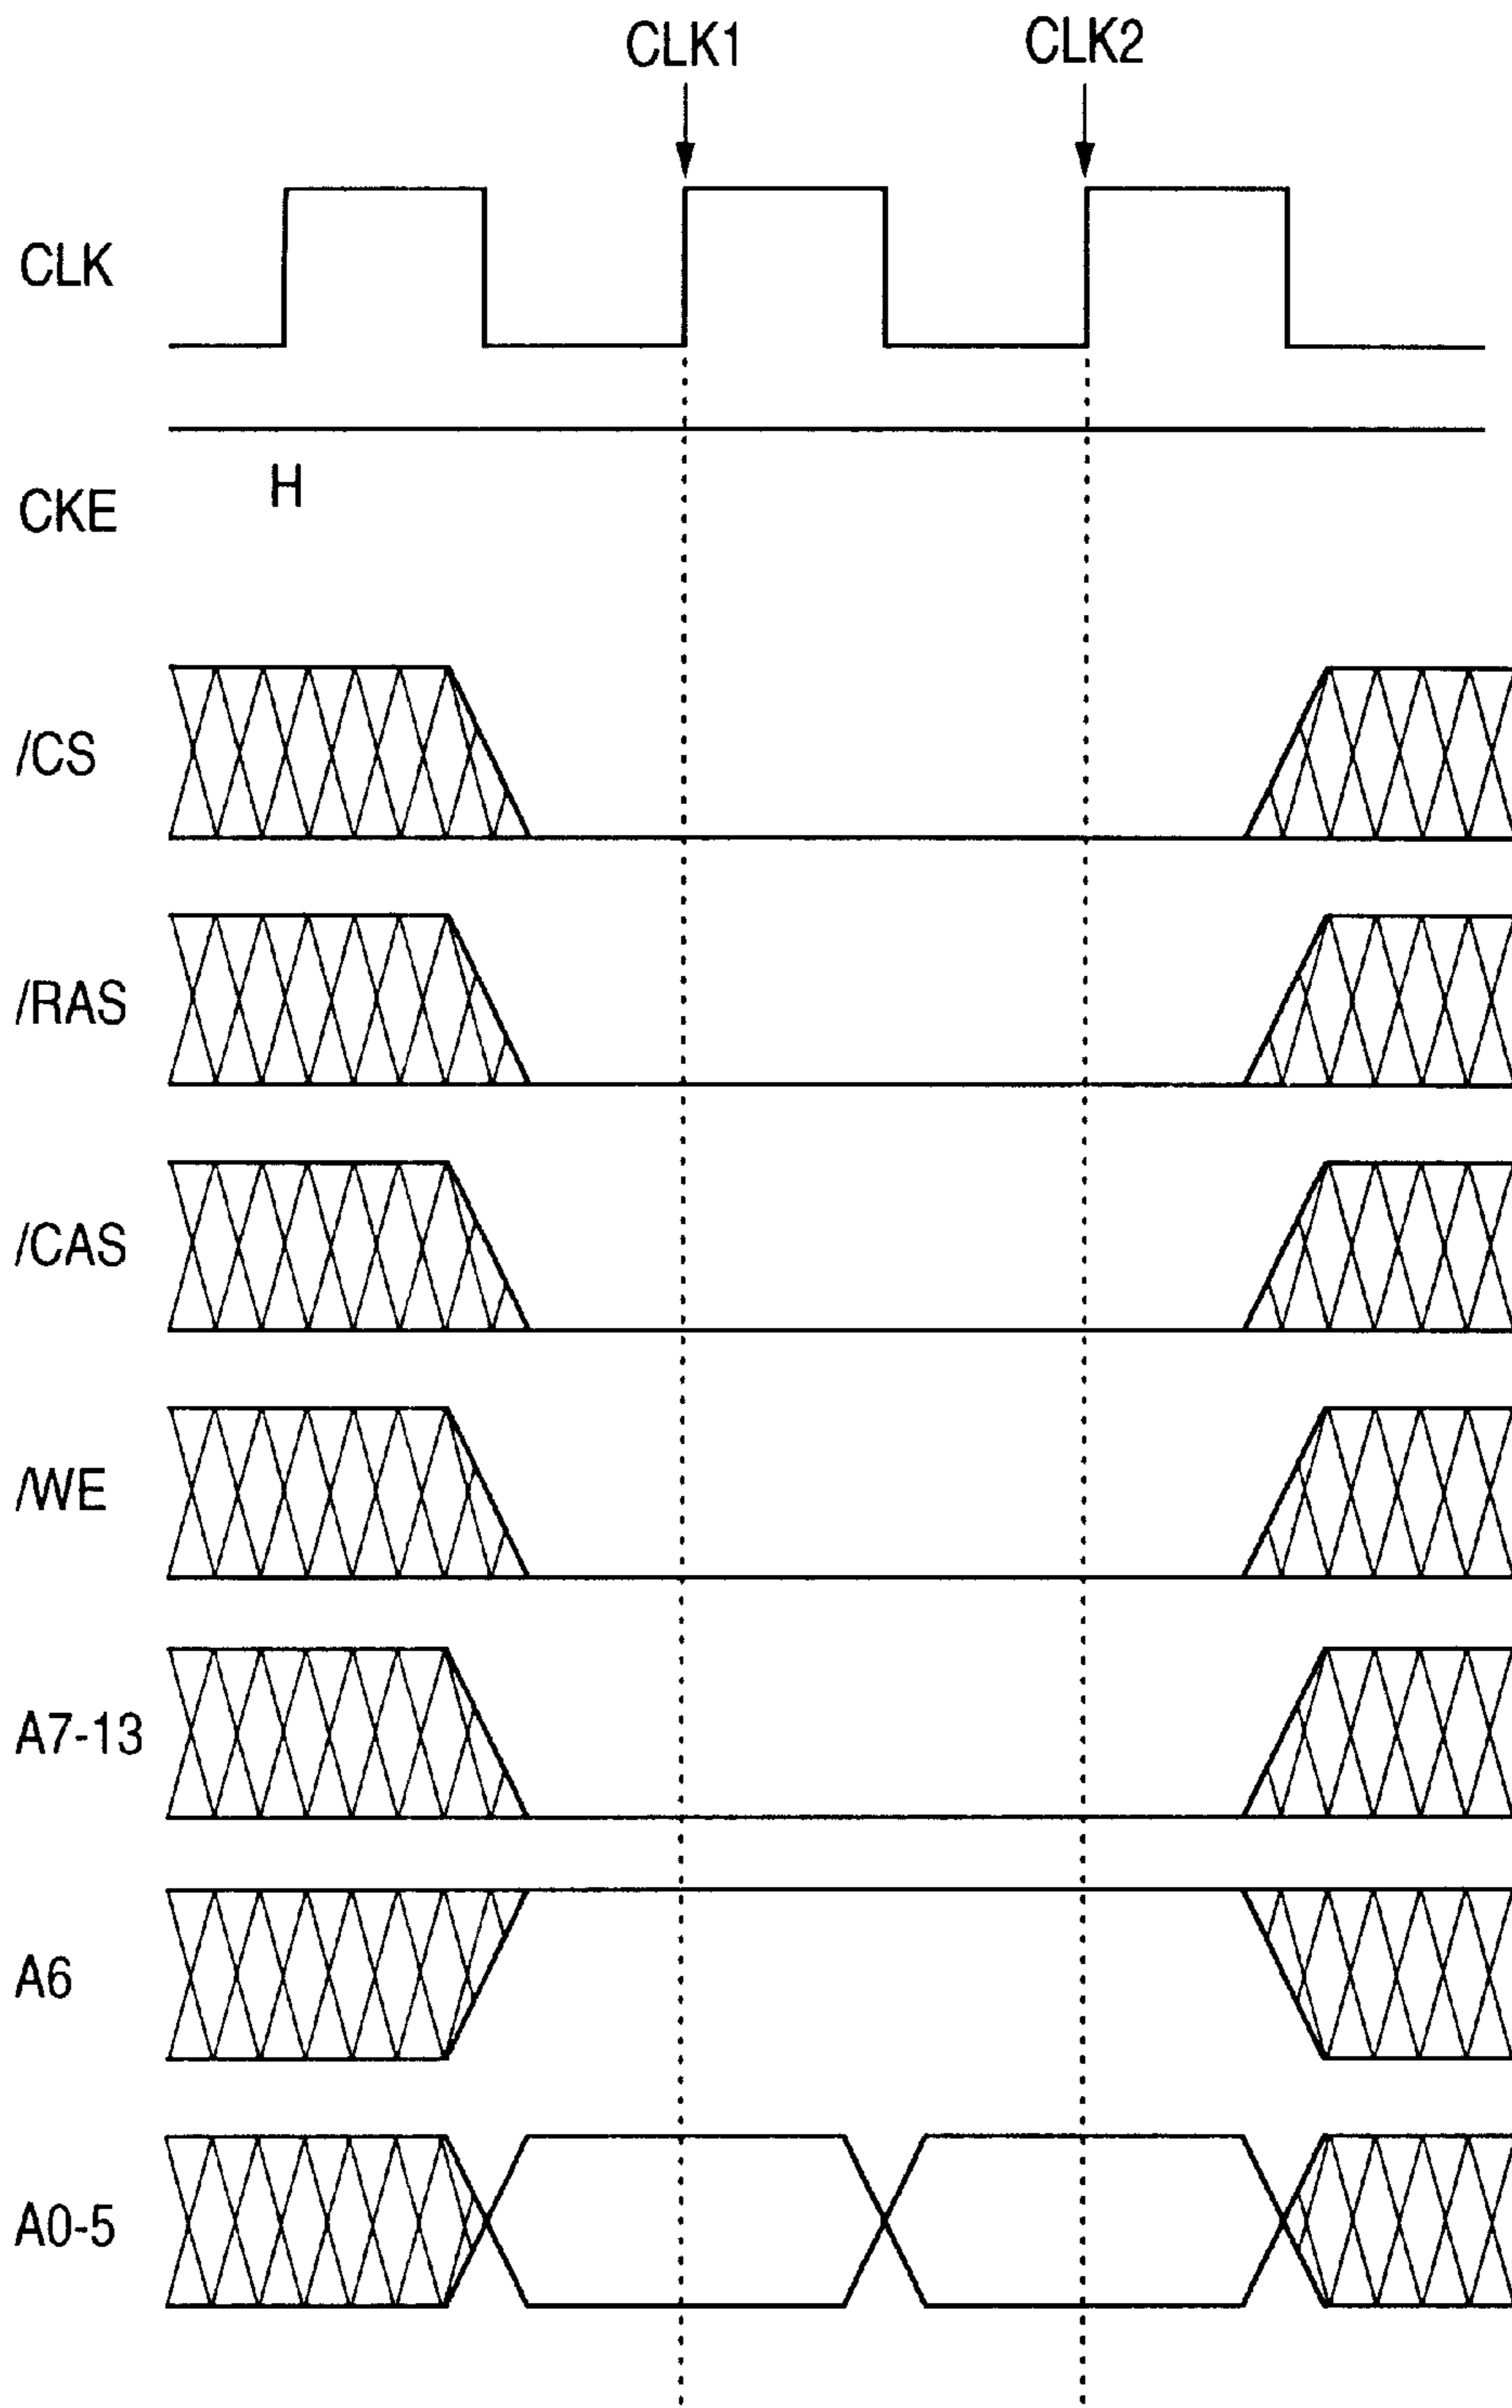 CLK1 CLK2
CLK
H
CKE
/CS
/RAS
/CAS
/WE
A7-13
A6
A0-5